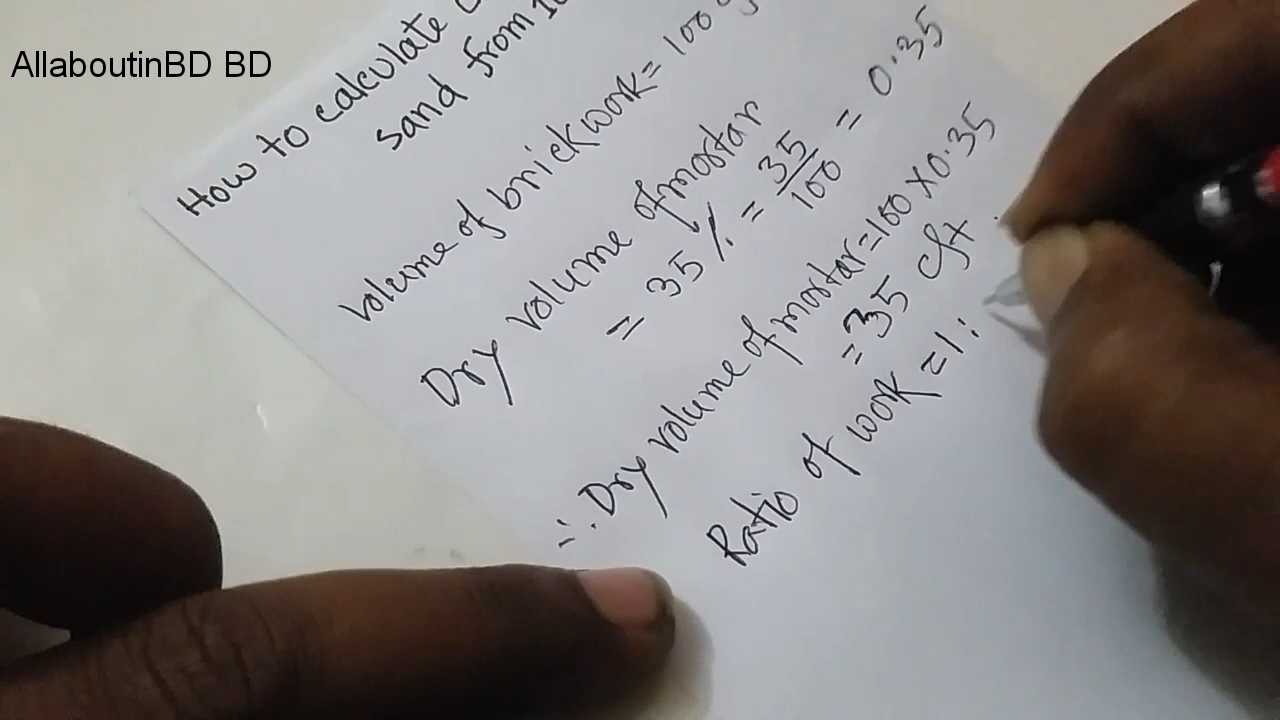 AllaboutinBD BD
How to calculate
sand from
Volume of brickwork = 100
Dry volume of mortar
= 35% = 35/100 = 0.35
∴ Dry volume of mortar = 100 X 0.35
= 35 cft
Ratio of work = 1: